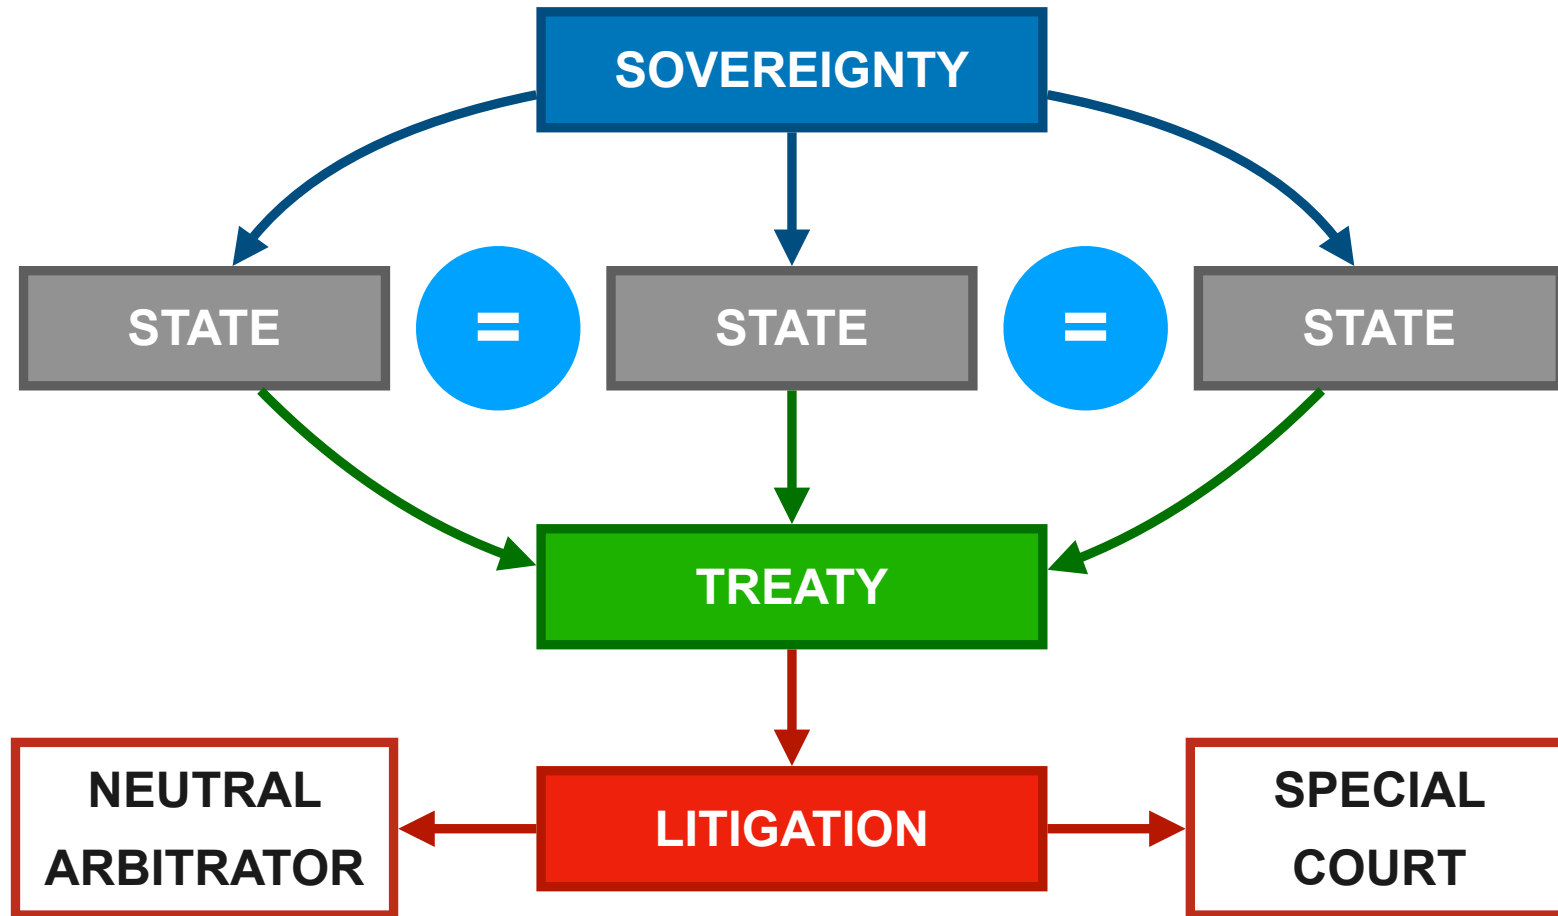 SOVEREIGNTY
STATE
=
STATE
=
STATE
TREATY
NEUTRAL
ARBITRATOR
LITIGATION
SPECIAL
COURT